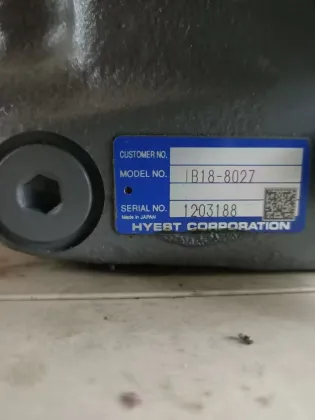 CUSTOMER NO.
MODEL NO. IB18-8027
SERIAL NO. 1203188
Made in JAPAN
HYEST CORPORATION